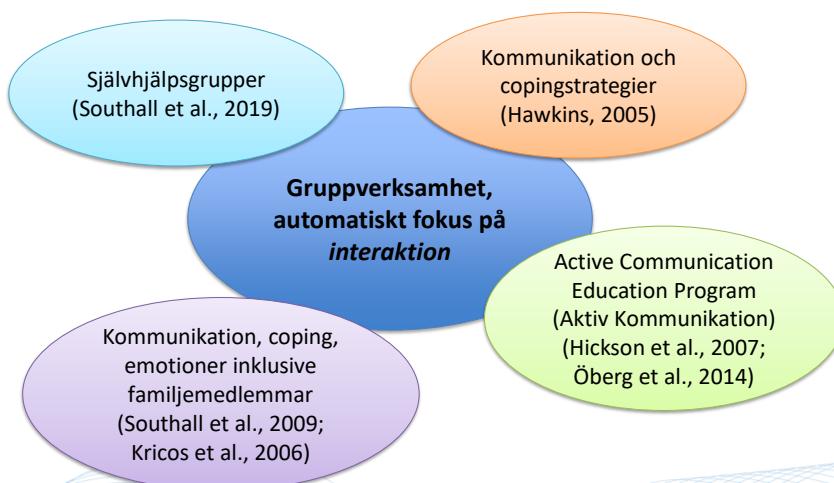 Självhjälpsgrupper
(Southall et al., 2019)
Kommunikation och
copingstrategier
(Hawkins, 2005)
Gruppverksamhet,
automatiskt fokus på
interaktion
Active Communication
Education Program
(Aktiv Kommunikation)
(Hickson et al., 2007;
Öberg et al., 2014)
Kommunikation, coping,
emotioner inklusive
familjemedlemmar
(Southall et al., 2009;
Kricos et al., 2006)